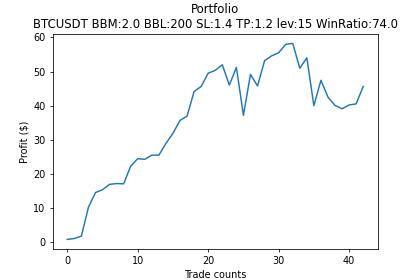 Portfolio
BTCUSDT BBM:2.0 BBL:200 SL:1.4 TP:1.2 lev:15 WinRatio:74.0
60
50
40
30
20
10
0
Profit ($)
0 10 20 30 40
Trade counts